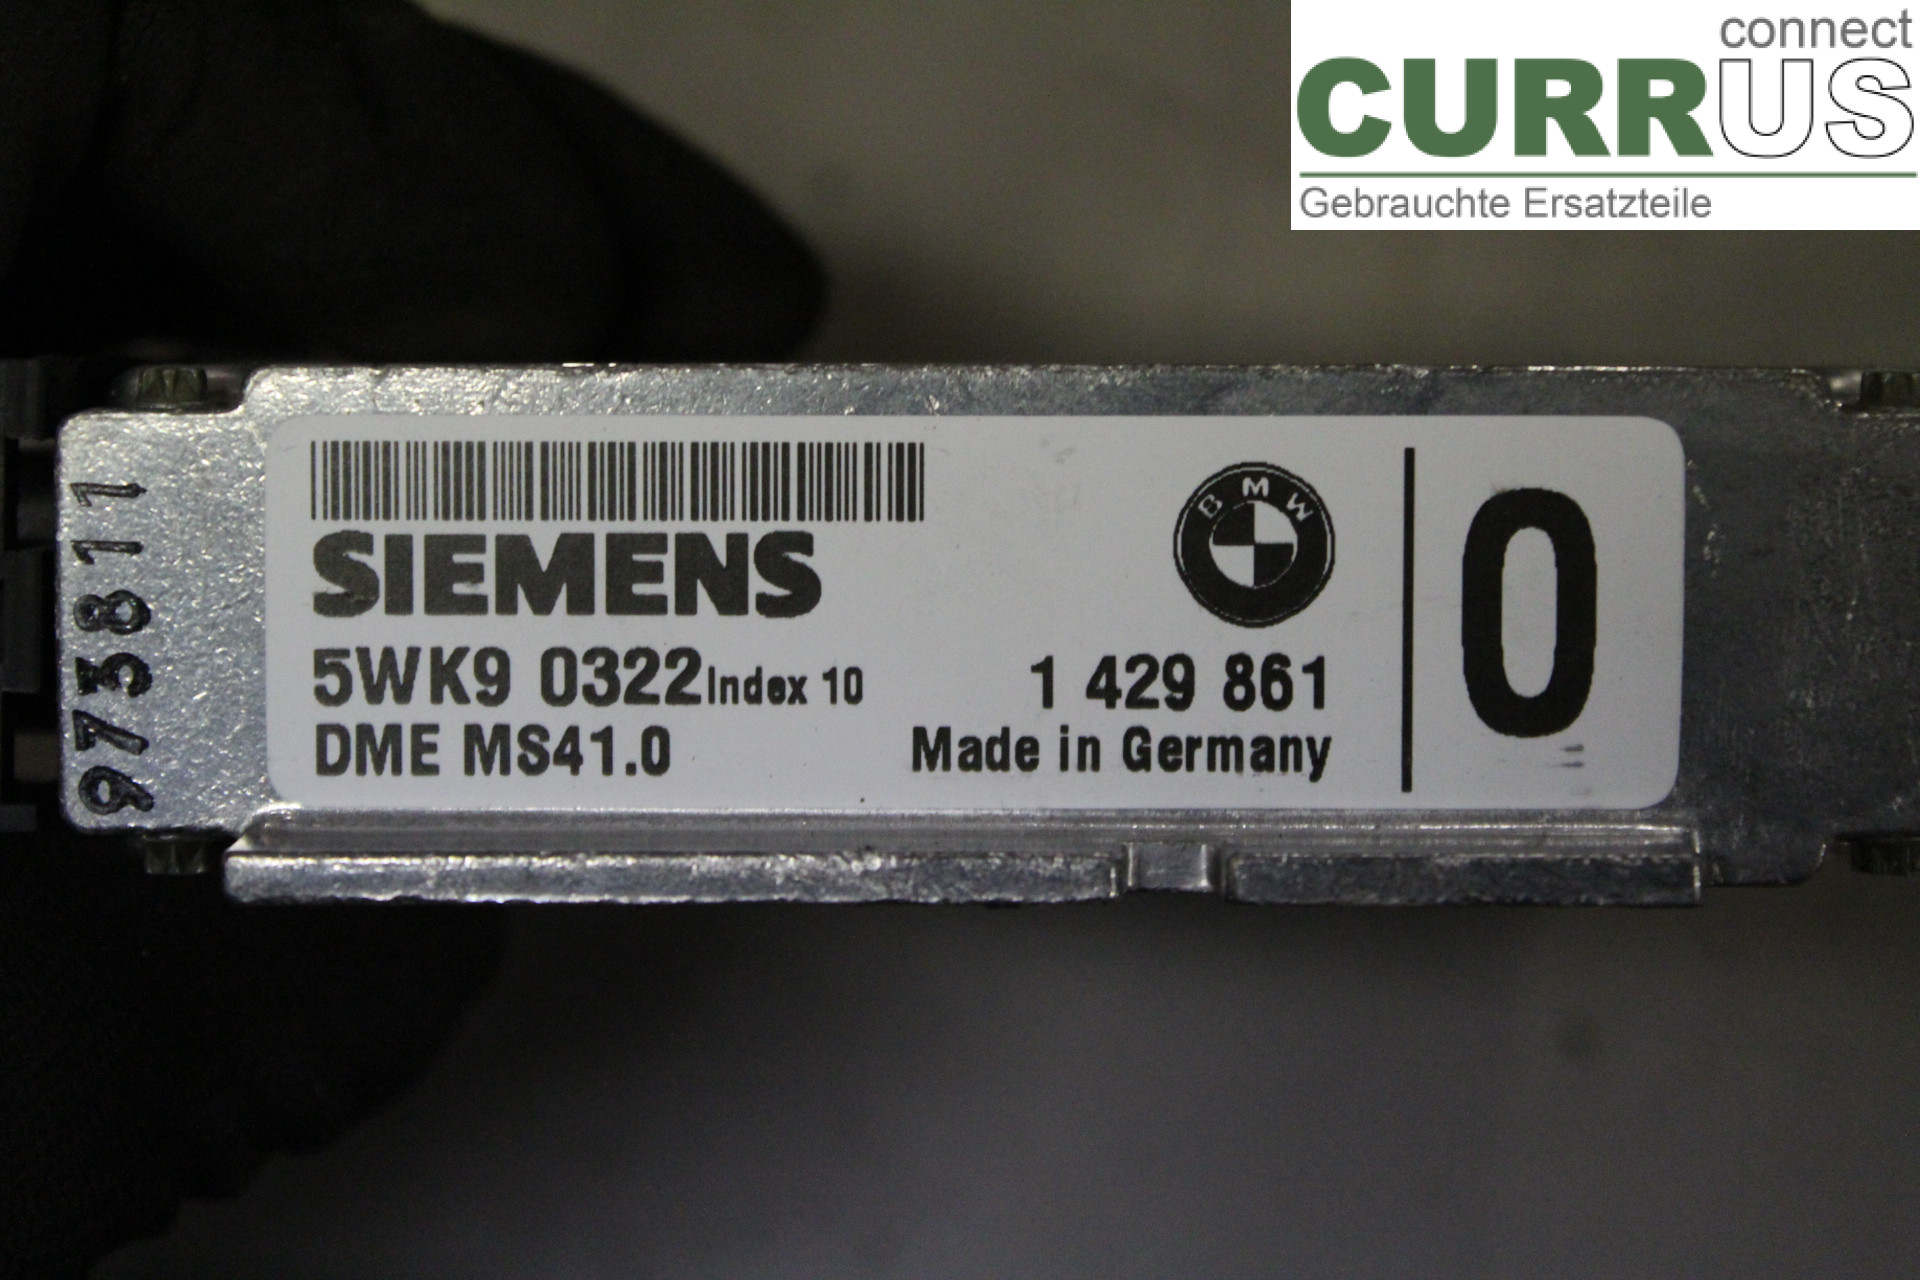 connect
CURRUS
Gebrauchte Ersatzteile
973811
SIEMENS
BMW
0
5WK9 0322 Index 10
1 429 861
DME MS41.0
Made in Germany